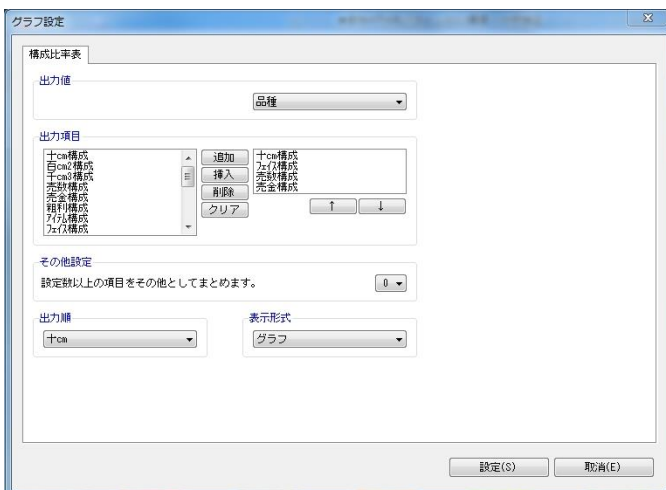 グラフ設定
構成比率表
出力値
品種
出力項目
十cm構成
百cm2構成
千cm3構成
売数構成
売金構成
粗利構成
ｱｲﾃﾑ構成
ﾌｪｲｽ構成
追加
挿入
削除
クリア
十cm構成
ﾌｪｲｽ構成
売数構成
売金構成
↑
↓
その他設定
設定数以上の項目をその他としてまとめます。
0
出力順
十cm
表示形式
グラフ
設定(S)
取消(E)